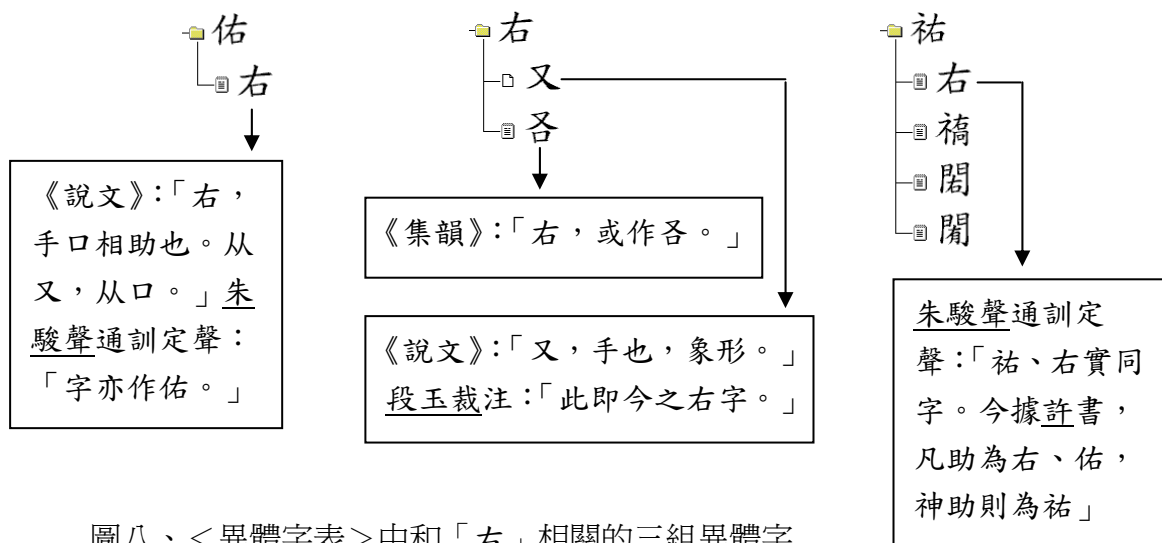 佑
右
《說文》：「右，
手口相助也。从
又，从口。」朱
駿聲通訓定聲：
「字亦作佑。」
右
又
《集韻》：「右，或作。」
《說文》：「又，手也，象形。」
段玉裁注：「此即今之右字。」
祐
右
朱駿聲通訓定
聲：「祐、右實同
字。今據許書，
凡助為右、佑，
神助則為祐」
圖八、＜異體字表＞中和「右」相關的三組異體字